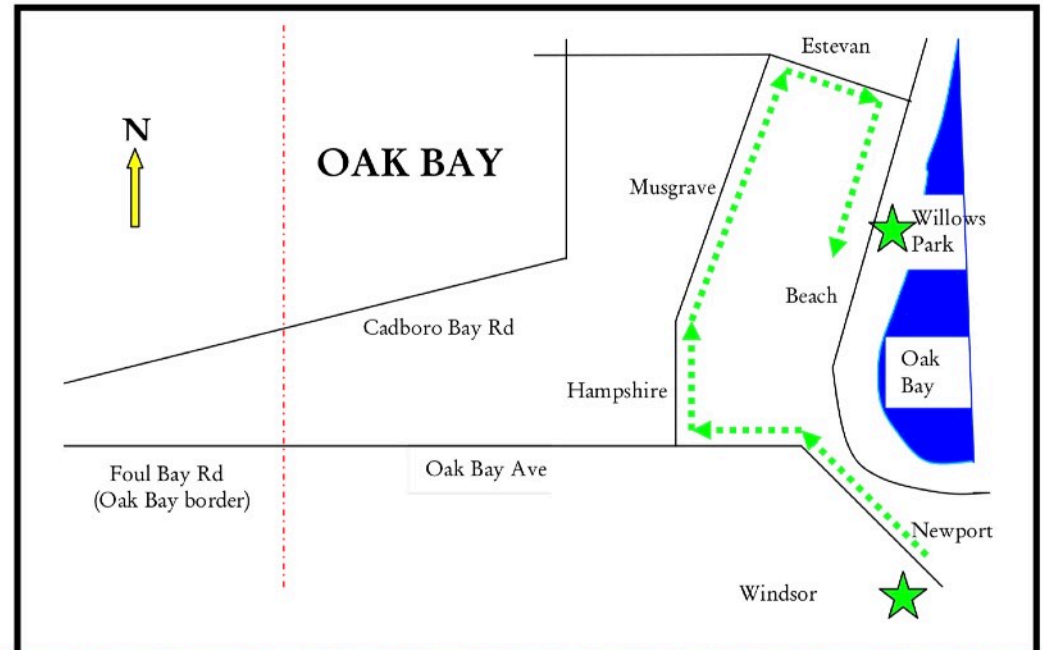 Estevan
N
OAK BAY
Musgrave
Willows
Park
Beach
Cadboro Bay Rd
Oak
Bay
Hampshire
Foul Bay Rd
(Oak Bay border)
Oak Bay Ave
Newport
Windsor